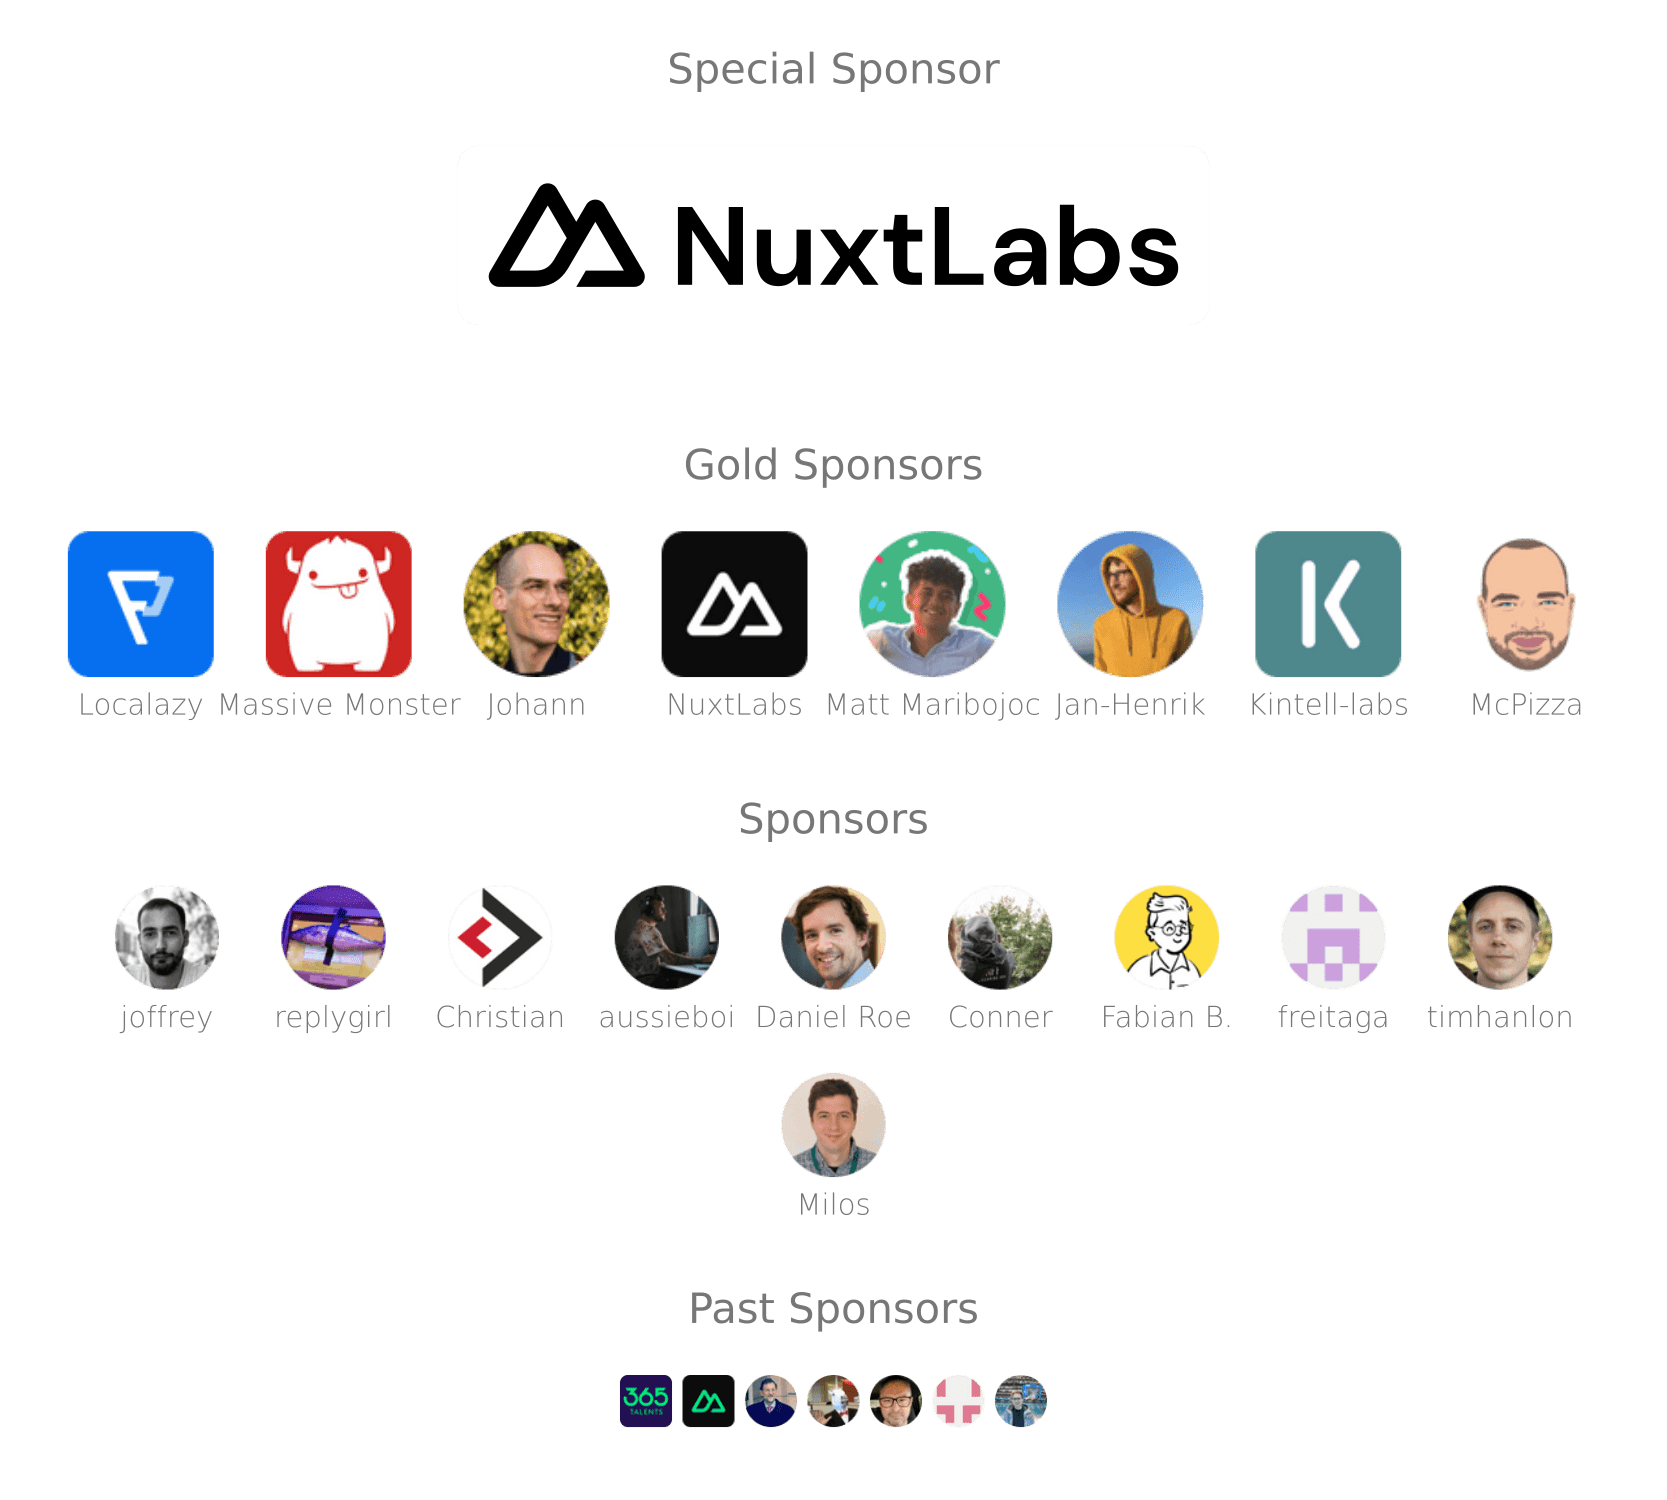 Special Sponsor
NuxtLabs
Gold Sponsors
Localazy Massive Monster Johann NuxtLabs Matt Maribojoc Jan-Henrik Kintell-labs McPizza
Sponsors
joffrey replygirl Christian aussieboi Daniel Roe Conner Fabian B. freitaga timhanlon
Milos
Past Sponsors
365
TALENTS